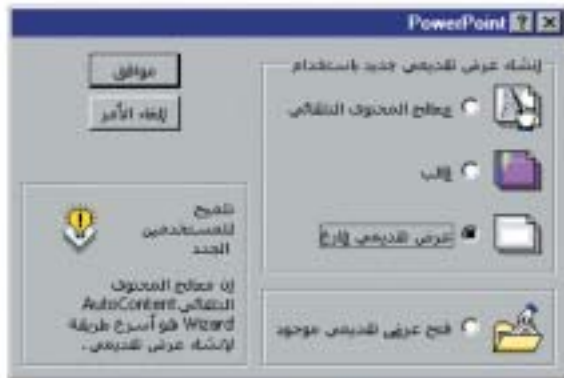 PowerPoint
إنشاء عرض تقديمي جديد باستخدام
معالج المحتوى التلقائي
قالب
عرض تقديمي فارغ
فتح عرض تقديمي موجود
موافق
إلغاء الأمر
تلميح
للمستخدمين
الجدد
إن معالج المحتوى
التلقائي AutoContent
Wizard هو أسرع طريقة
لإنشاء عرض تقديمي.